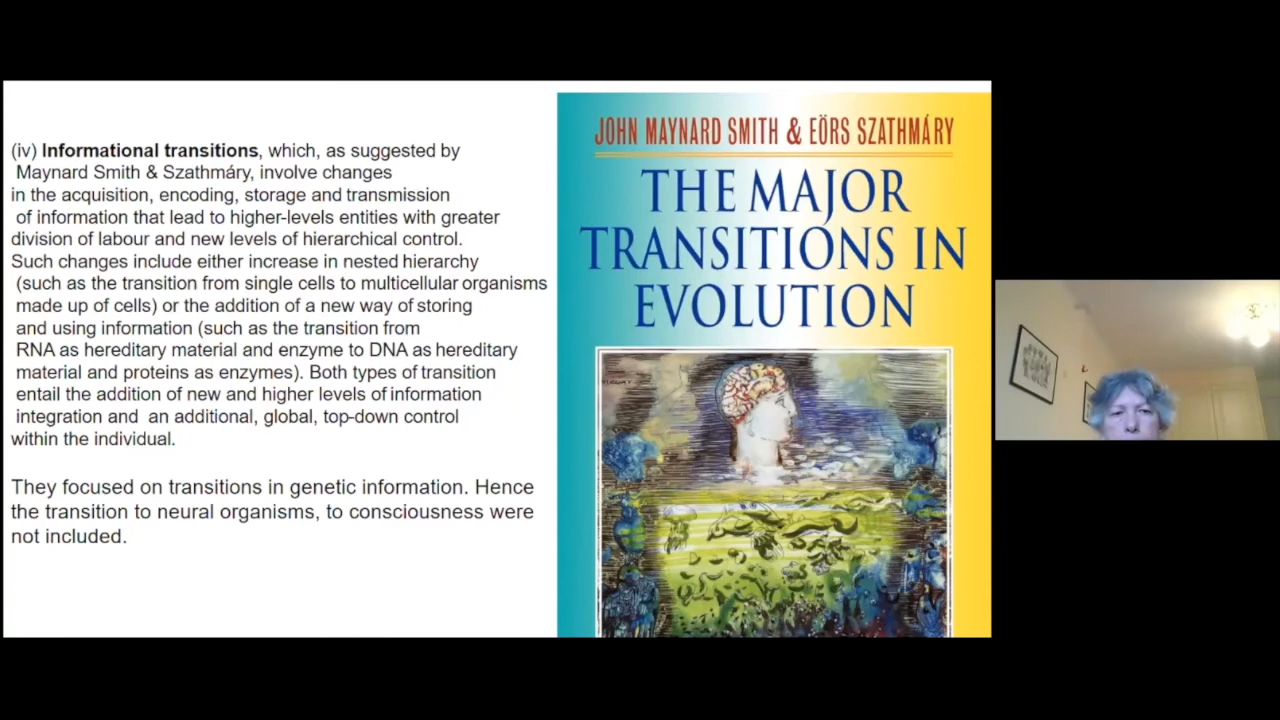 (iv) Informational transitions, which, as suggested by
Maynard Smith & Szathmáry, involve changes
in the acquisition, encoding, storage and transmission
of information that lead to higher-levels entities with greater
division of labour and new levels of hierarchical control.
Such changes include either increase in nested hierarchy
(such as the transition from single cells to multicellular organisms
made up of cells) or the addition of a new way of storing
and using information (such as the transition from
RNA as hereditary material and enzyme to DNA as hereditary
material and proteins as enzymes). Both types of transition
entail the addition of new and higher levels of information
integration and an additional, global, top-down control
within the individual.
They focused on transitions in genetic information. Hence
the transition to neural organisms, to consciousness were
not included.
JOHN MAYNARD SMITH & EÖRS SZATHMÁRY
THE MAJOR
TRANSITIONS IN
EVOLUTION